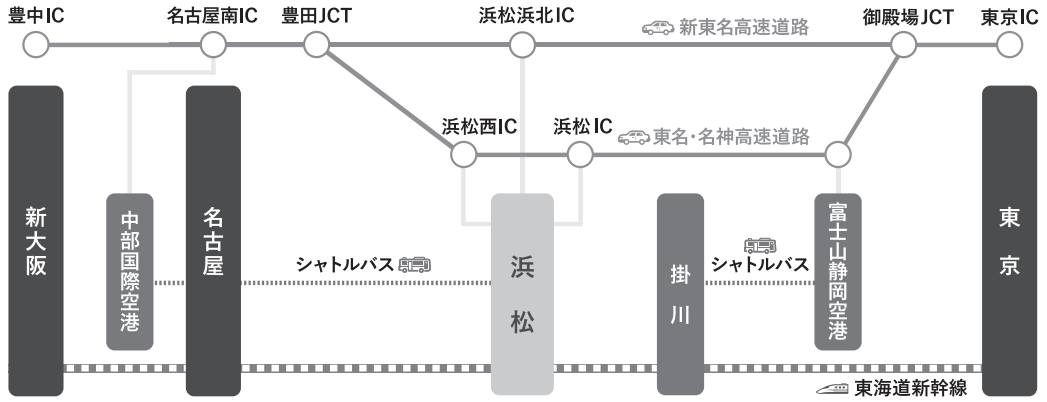 豊中IC
名古屋南IC
豊田JCT
浜松浜北IC
新東名高速道路
御殿場JCT
東京IC
浜松西IC
浜松IC
東名・名神高速道路
新大阪
中部国際空港
名古屋
シャトルバス
浜松
掛川
シャトルバス
富士山静岡空港
東京
東海道新幹線